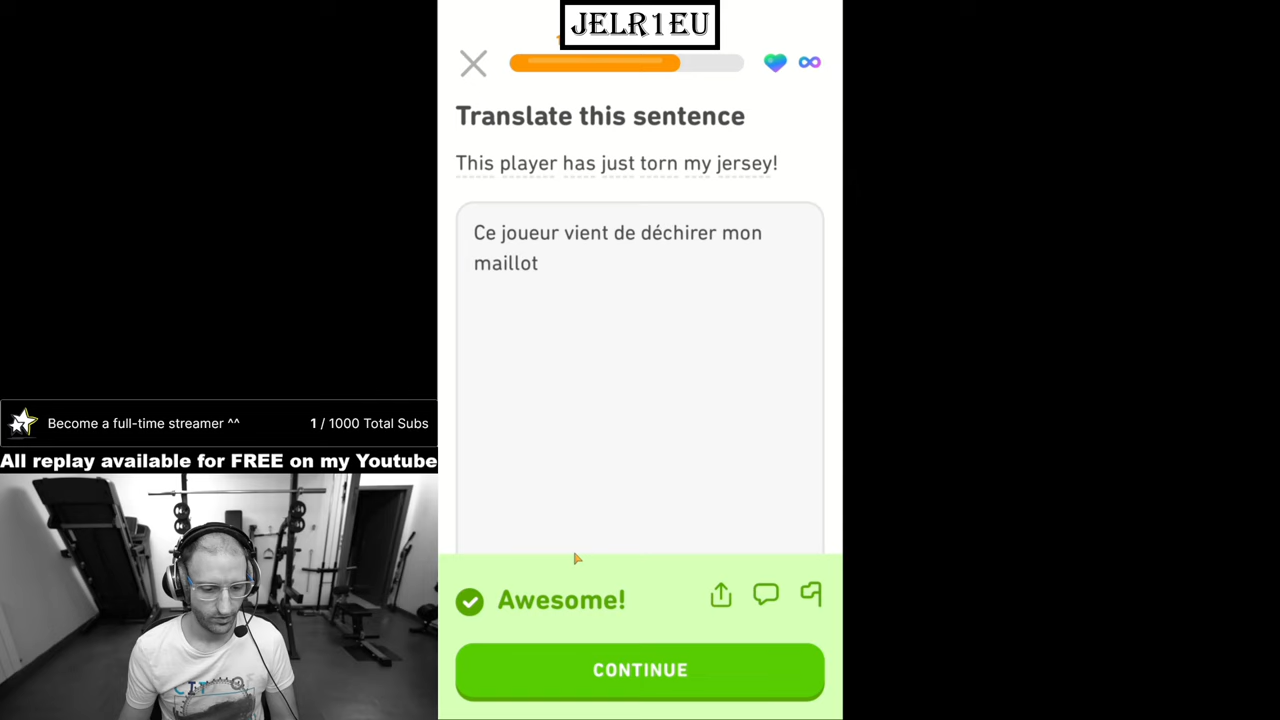 JELR1EU
Translate this sentence
This player has just torn my jersey!
Ce joueur vient de déchirer mon
maillot
Become a full-time streamer ^^ 1 / 1000 Total Subs
All replay available for FREE on my Youtube
CIT
Awesome!
CONTINUE